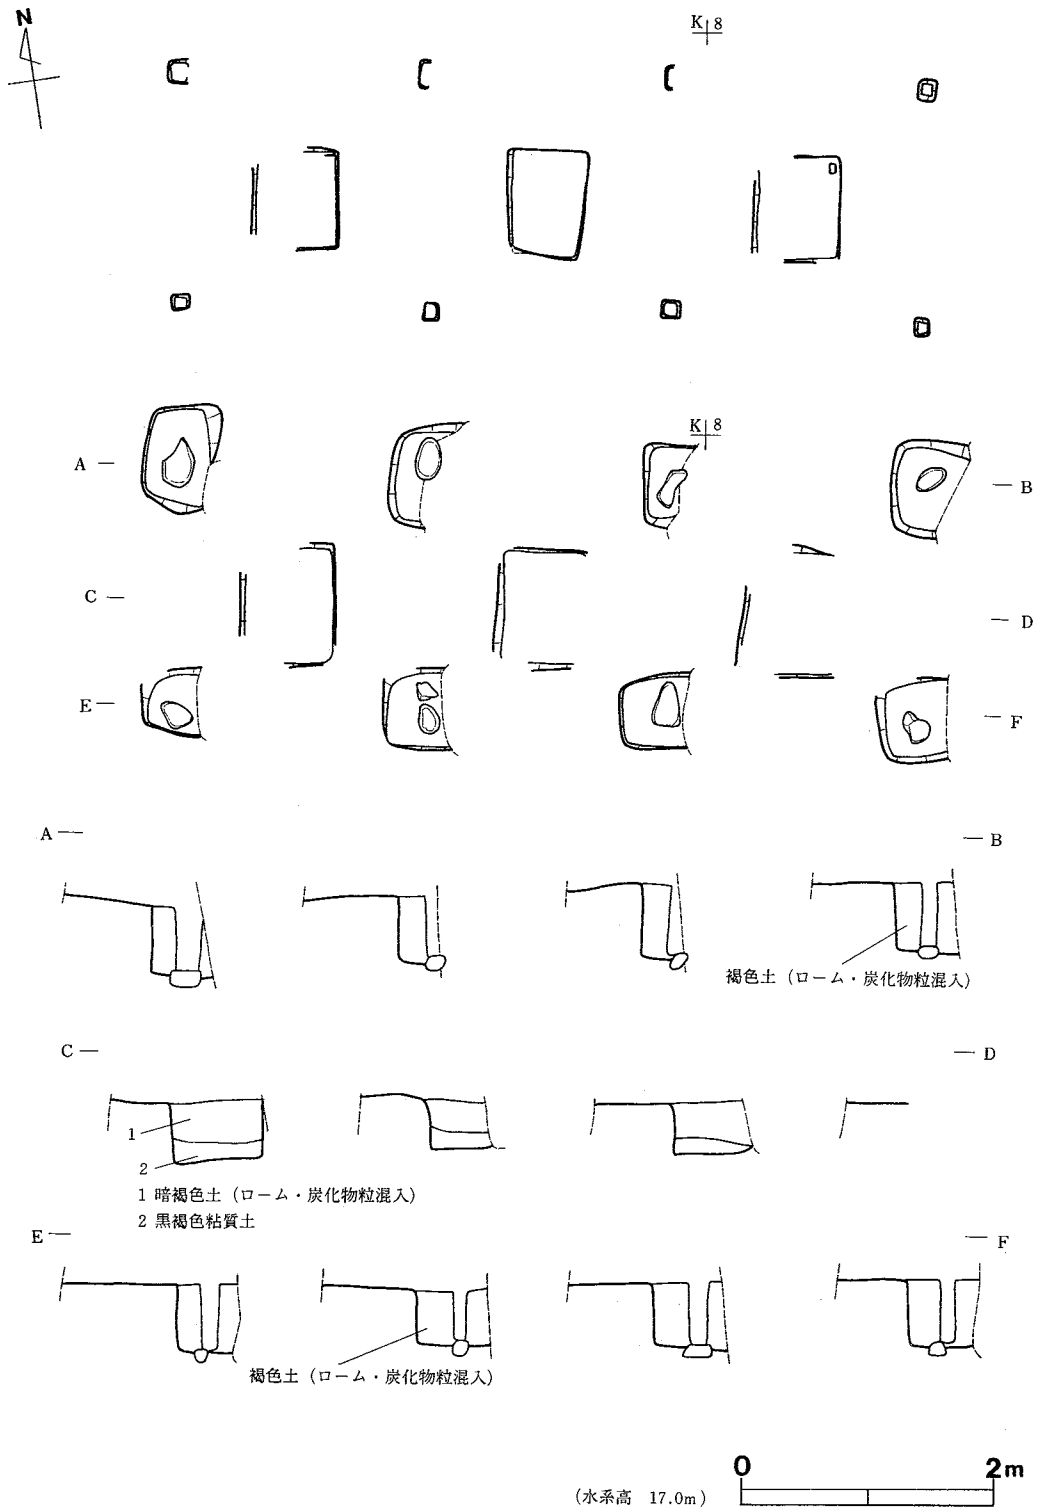 N
K 8
K 8
A
B
C
D
E
F
A
B
褐色土(ローム・炭化物粒混入)
C
D
1
2
1 暗褐色土(ローム・炭化物粒混入)
2 黒褐色粘質土
E
F
褐色土(ローム・炭化物粒混入)
0 2m
(水系高 17.0m)